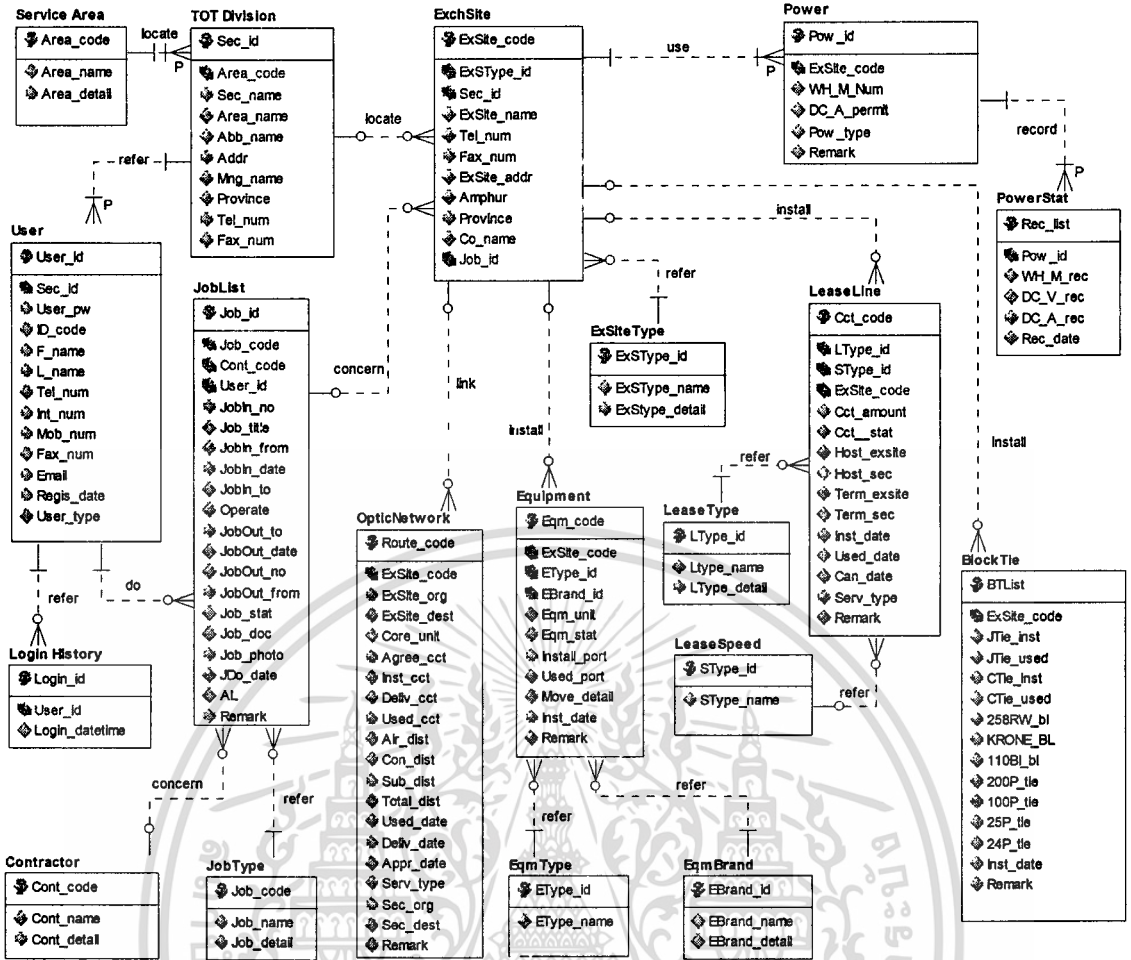 Service Area
Area_code
Area_name
Area_detail
locate
P
TOT Division
Sec_id
Area_code
Sec_name
Area_name
Abb_name
Addr
Mng_name
Province
Tel_num
Fax_num
locate
ExchSite
ExSite_code
ExSType_id
Sec_id
ExSite_name
Tel_num
Fax_num
ExSite_addr
Amphur
Province
Co_name
Job_id
use
P
Power
Pow_id
ExSite_code
WH_M_Num
DC_A_permit
Pow_type
Remark
record
P
PowerStat
Rec_list
Pow_id
WH_M_rec
DC_V_rec
DC_A_rec
Rec_date
refer
P
User
User_id
Sec_id
User_pw
ID_code
F_name
L_name
Tel_num
Int_num
Mob_num
Fax_num
Email
Regis_date
User_type
refer
do
Login History
Login_id
User_id
Login_datetime
JobList
Job_id
Job_code
Cont_code
User_id
JobIn_no
Job_title
JobIn_from
JobIn_date
JobIn_to
Operate
JobOut_to
JobOut_date
JobOut_no
JobOut_from
Job_stat
Job_doc
Job_photo
JDo_date
AL
Remark
concern
link
install
refer
install
ExSiteType
ExSType_id
ExSType_name
ExStype_detail
LeaseLine
Cct_code
LType_id
SType_id
ExSite_code
Cct_amount
Cct__stat
Host_exsite
Host_sec
Term_exsite
Term_sec
Inst_date
Used_date
Can_date
Serv_type
Remark
refer
LeaseType
LType_id
Ltype_name
LType_detail
LeaseSpeed
SType_id
SType_name
refer
Install
BlockTie
BTList
ExSite_code
JTie_inst
JTie_used
CTie_inst
CTie_used
258RW_bl
KRONE_BL
110Bl_bl
200P_tie
100P_tie
25P_tie
24P_tie
Inst_date
Remark
OpticNetwork
Route_code
ExSite_code
ExSite_org
ExSite_dest
Core_unit
Agree_cct
Inst_cct
Deliv_cct
Used_cct
Air_dist
Con_dist
Sub_dist
Total_dist
Used_date
Deliv_date
Appr_date
Serv_type
Sec_org
Sec_dest
Remark
Equipment
Eqm_code
ExSite_code
EType_id
EBrand_id
Eqm_unit
Eqm_stat
Install_port
Used_port
Move_detail
Inst_date
Remark
concern
refer
refer
refer
Contractor
Cont_code
Cont_name
Cont_detail
JobType
Job_code
Job_name
Job_detail
EqmType
EType_id
EType_name
EqmBrand
EBrand_id
EBrand_name
EBrand_detail